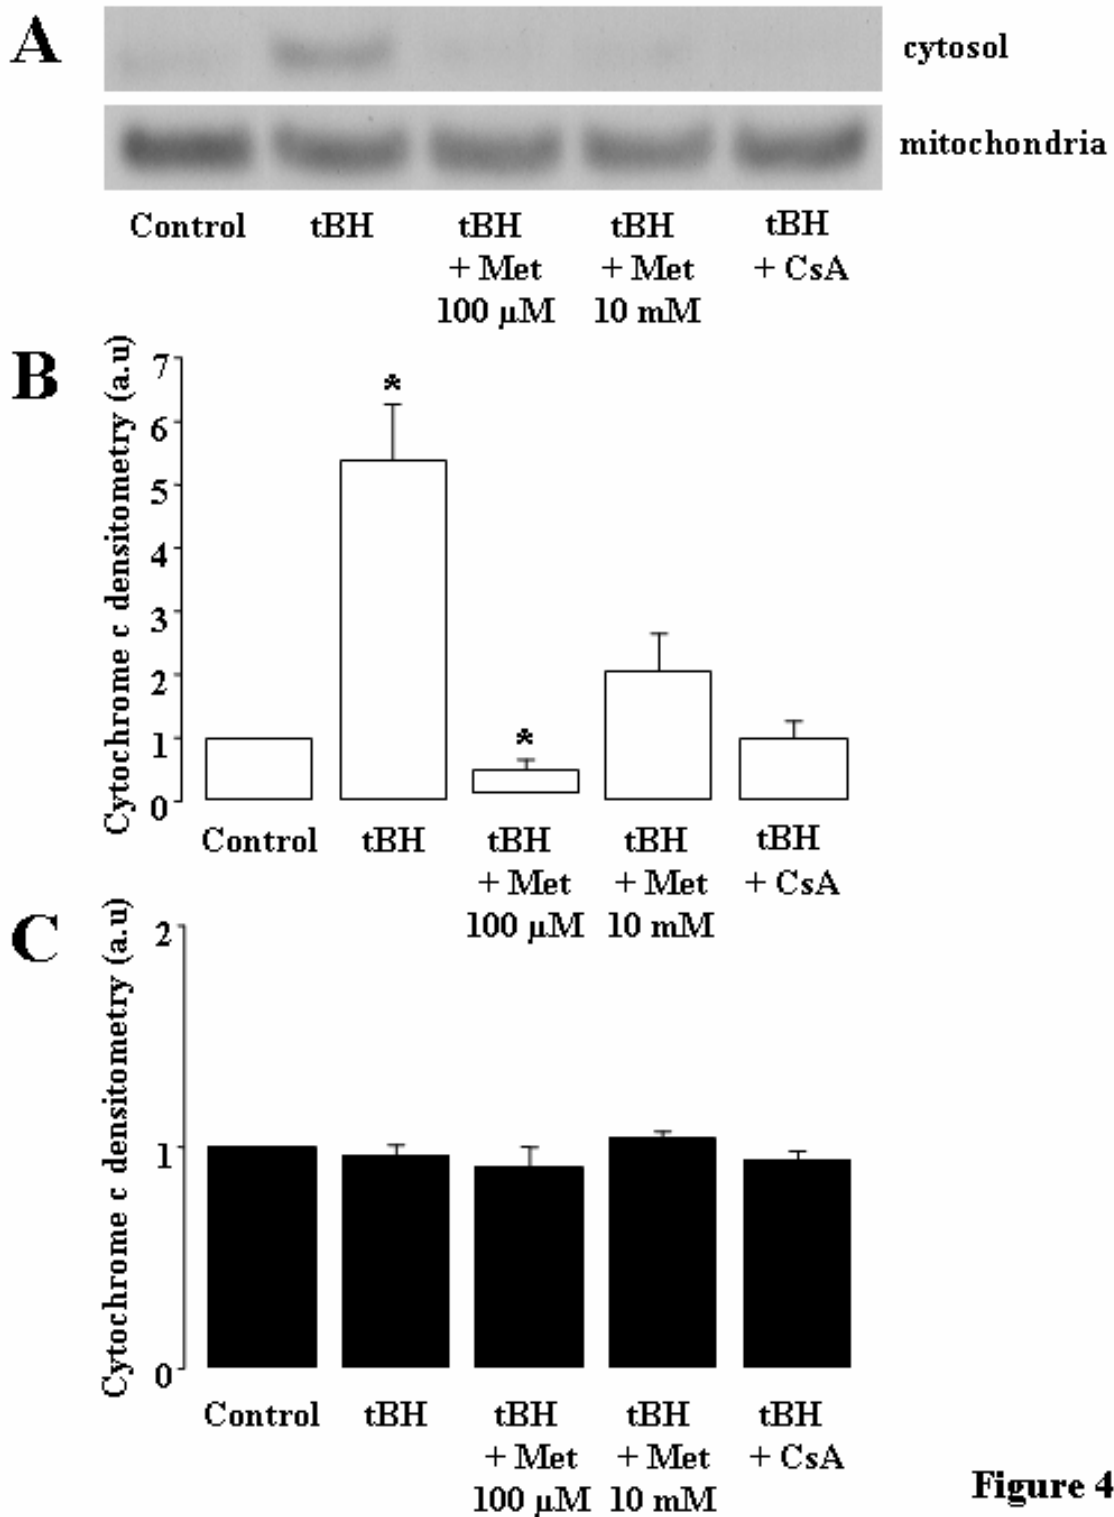 A
cytosol
mitochondria
Control tBH tBH tBH tBH
+ Met + Met + CsA
100 µM 10 mM
B
Cytochrome c densitometry (a.u)
7
6
5
4
3
2
1
0
*
*
Control tBH tBH tBH tBH
+ Met + Met + CsA
100 µM 10 mM
C
Cytochrome c densitometry (a.u)
2
1
0
Control tBH tBH tBH tBH
+ Met + Met + CsA
100 µM 10 mM
Figure 4